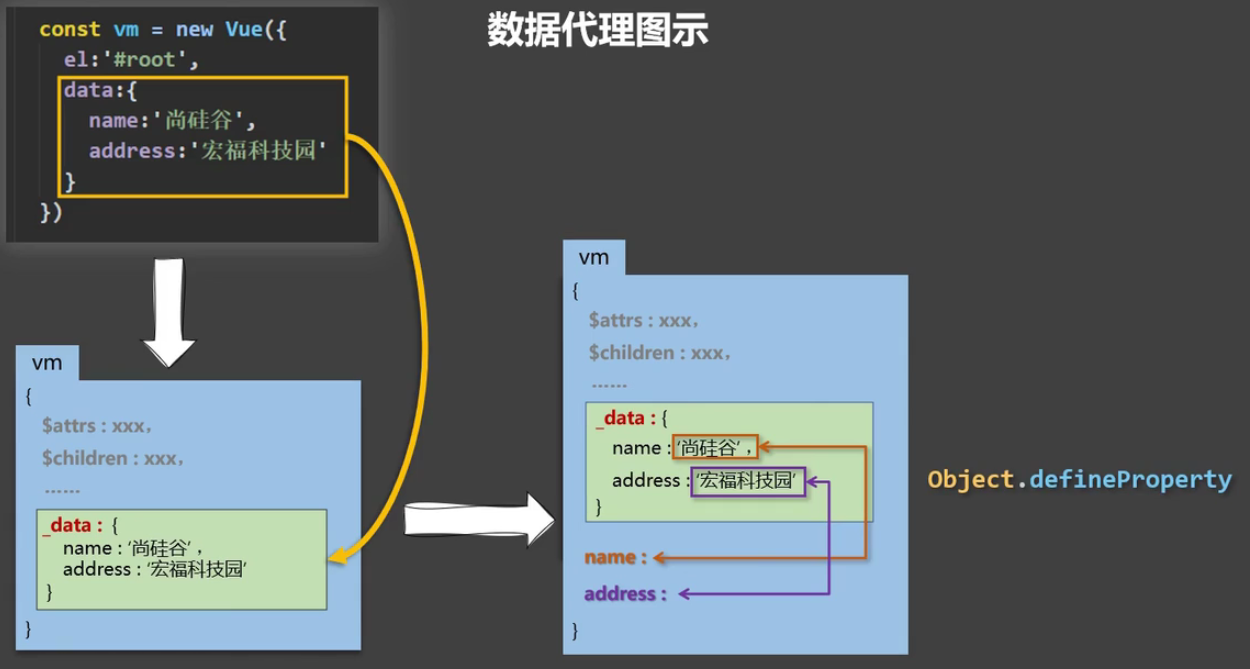 数据代理图示
const vm = new Vue({
el:'#root',
data:{
name:'尚硅谷',
address:'宏福科技园'
}
})
vm
{
$attrs : xxx,
$children : xxx,
......
_data : {
name : '尚硅谷' ,
address : '宏福科技园'
}
}
vm
{
$attrs : xxx,
$children : xxx,
......
_data : {
name : '尚硅谷' ,
address : '宏福科技园'
}
name :
address :
}
Object.defineProperty